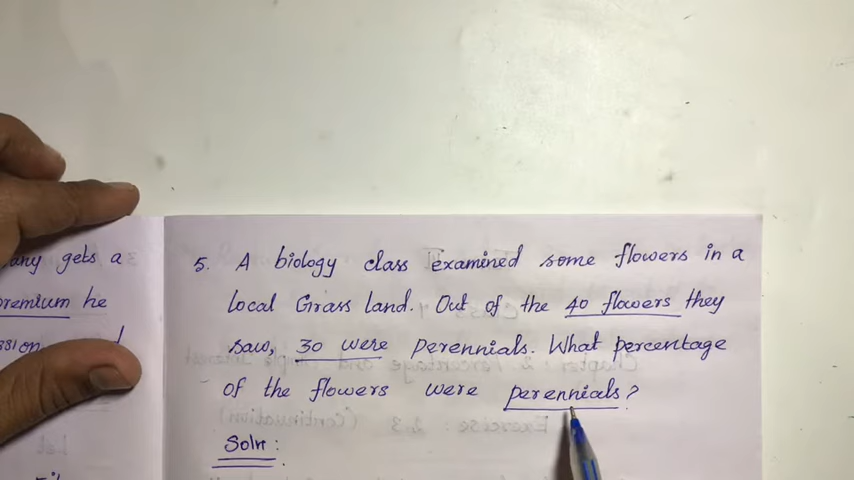 any gets a
premium he
5. A biology class examined some flowers in a
local Grass land. Out of the 40 flowers they
saw, 30 were perennials. What percentage
of the flowers were perennials?
Soln :